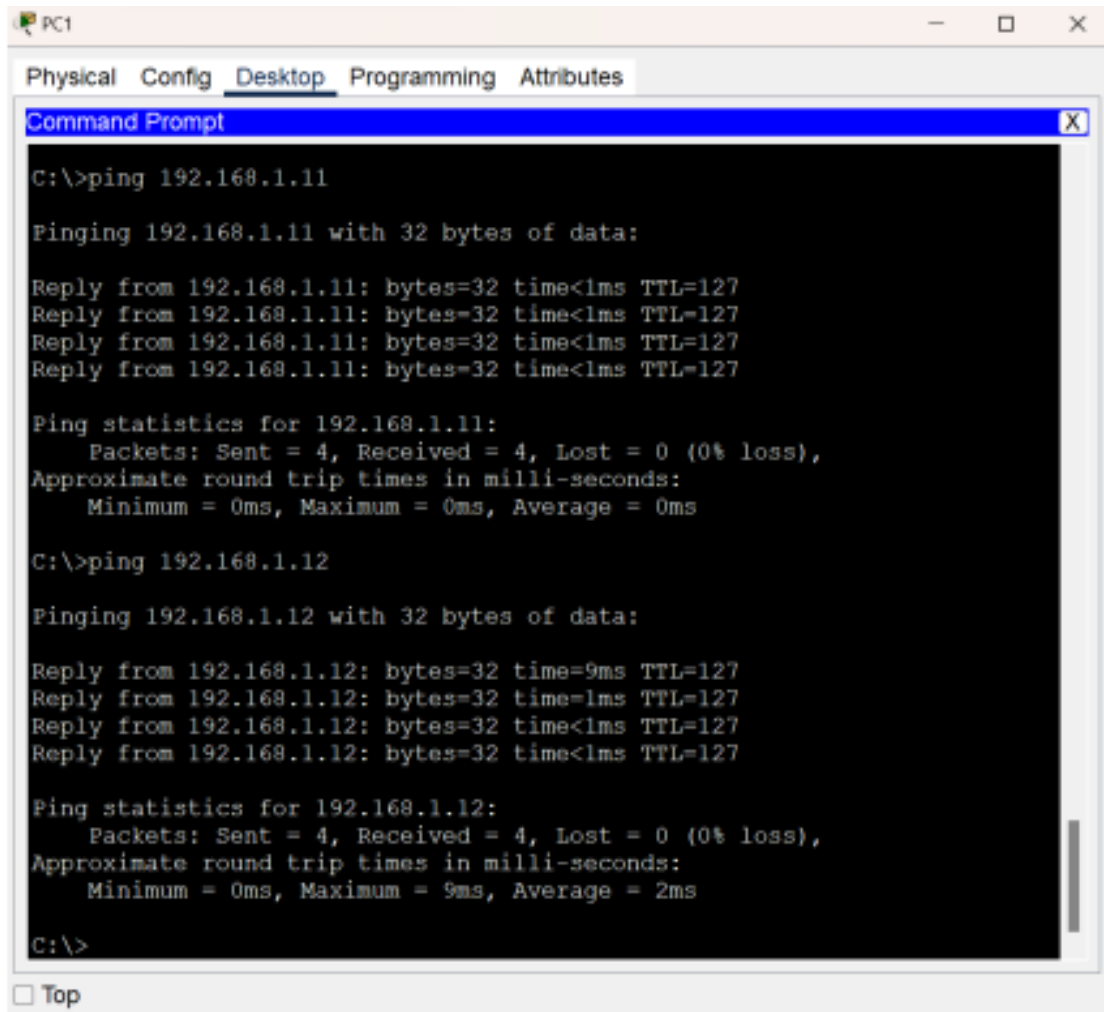 PC1
Physical Config Desktop Programming Attributes
Command Prompt X
C:\>ping 192.168.1.11
Pinging 192.168.1.11 with 32 bytes of data:
Reply from 192.168.1.11: bytes=32 time<1ms TTL=127
Reply from 192.168.1.11: bytes=32 time<1ms TTL=127
Reply from 192.168.1.11: bytes=32 time<1ms TTL=127
Reply from 192.168.1.11: bytes=32 time<1ms TTL=127
Ping statistics for 192.168.1.11:
    Packets: Sent = 4, Received = 4, Lost = 0 (0% loss),
Approximate round trip times in milli-seconds:
    Minimum = 0ms, Maximum = 0ms, Average = 0ms
C:\>ping 192.168.1.12
Pinging 192.168.1.12 with 32 bytes of data:
Reply from 192.168.1.12: bytes=32 time=9ms TTL=127
Reply from 192.168.1.12: bytes=32 time=1ms TTL=127
Reply from 192.168.1.12: bytes=32 time<1ms TTL=127
Reply from 192.168.1.12: bytes=32 time<1ms TTL=127
Ping statistics for 192.168.1.12:
    Packets: Sent = 4, Received = 4, Lost = 0 (0% loss),
Approximate round trip times in milli-seconds:
    Minimum = 0ms, Maximum = 9ms, Average = 2ms
C:\>
Top